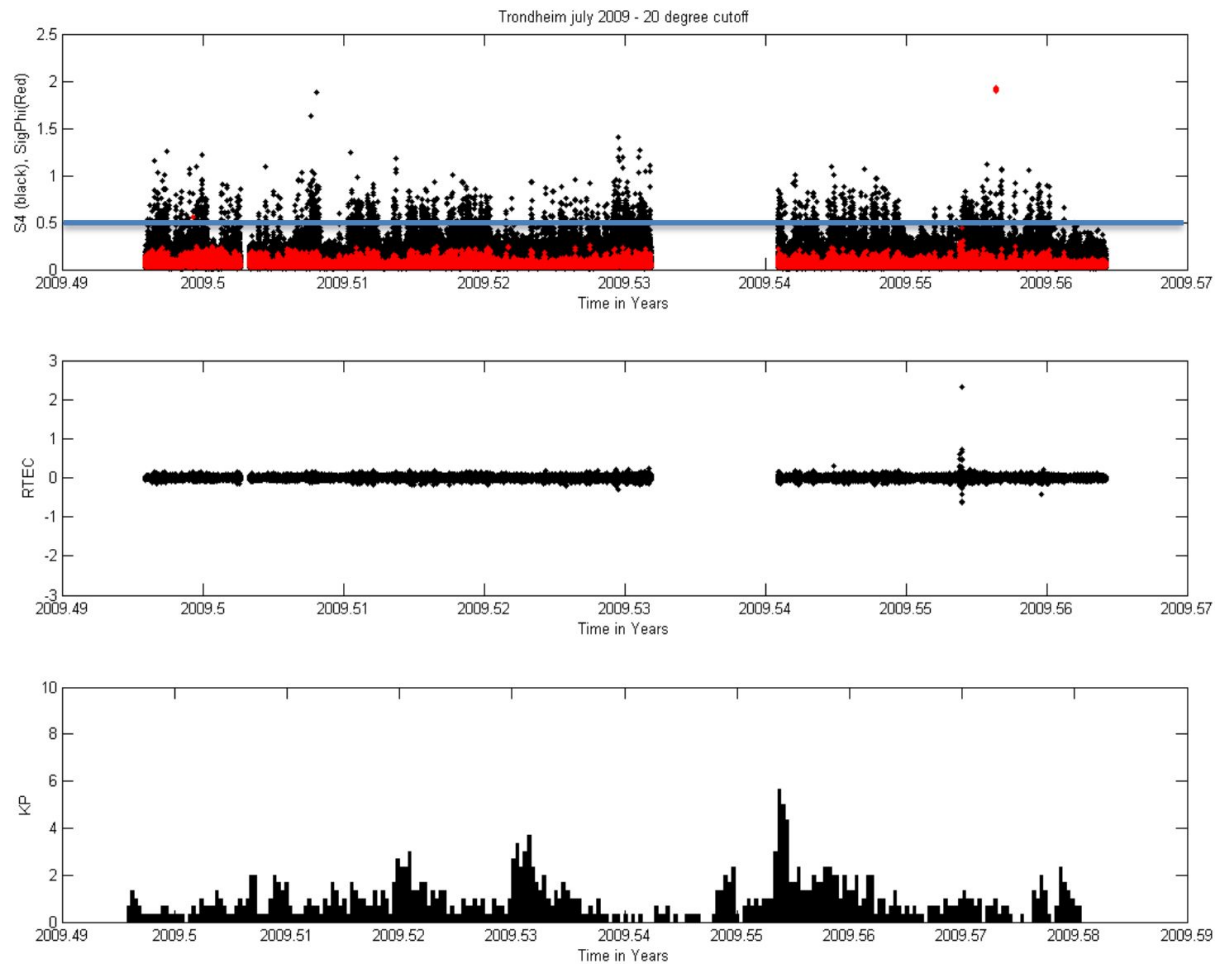 Trondheim july 2009 - 20 degree cutoff
2.5
2
1.5
1
0.5
0
S4 (black), SigPhi(Red)
2009.49 2009.5 2009.51 2009.52 2009.53 2009.54 2009.55 2009.56 2009.57
Time in Years
3
2
1
0
-1
-2
-3
RTEC
2009.49 2009.5 2009.51 2009.52 2009.53 2009.54 2009.55 2009.56 2009.57
Time in Years
10
8
6
4
2
0
KP
2009.49 2009.5 2009.51 2009.52 2009.53 2009.54 2009.55 2009.56 2009.57 2009.58 2009.59
Time in Years